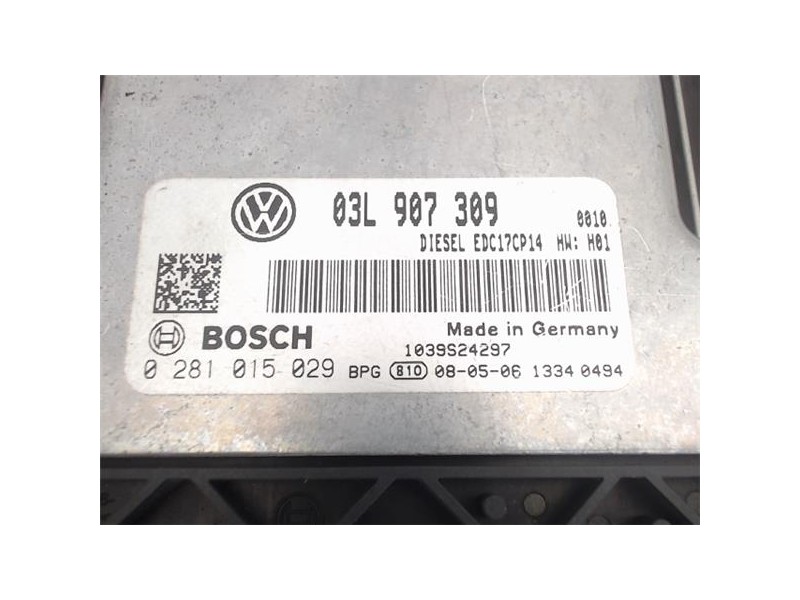 03L 907 309 0010
DIESEL EDC17CP14 HW: H01
BOSCH
Made in Germany
1039S24297
0 281 015 029 BPG 810 08-05-06 1334 0494